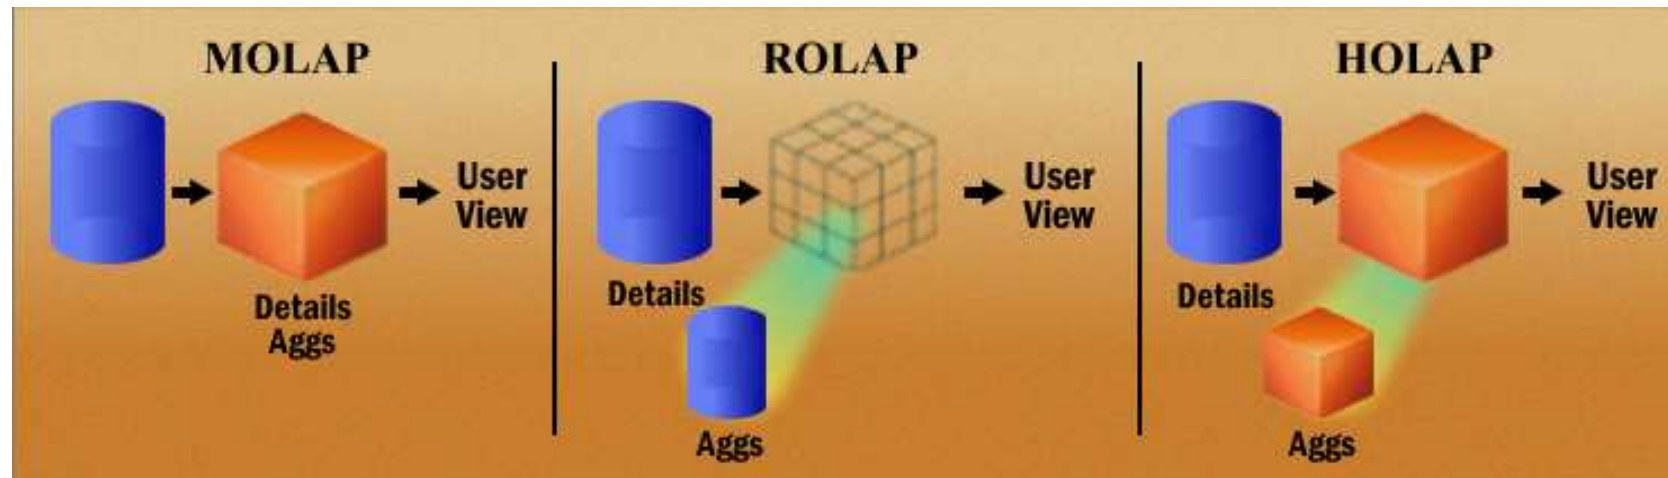 MOLAP
User
View
Details
Aggs
ROLAP
User
View
Details
Aggs
HOLAP
User
View
Details
Aggs